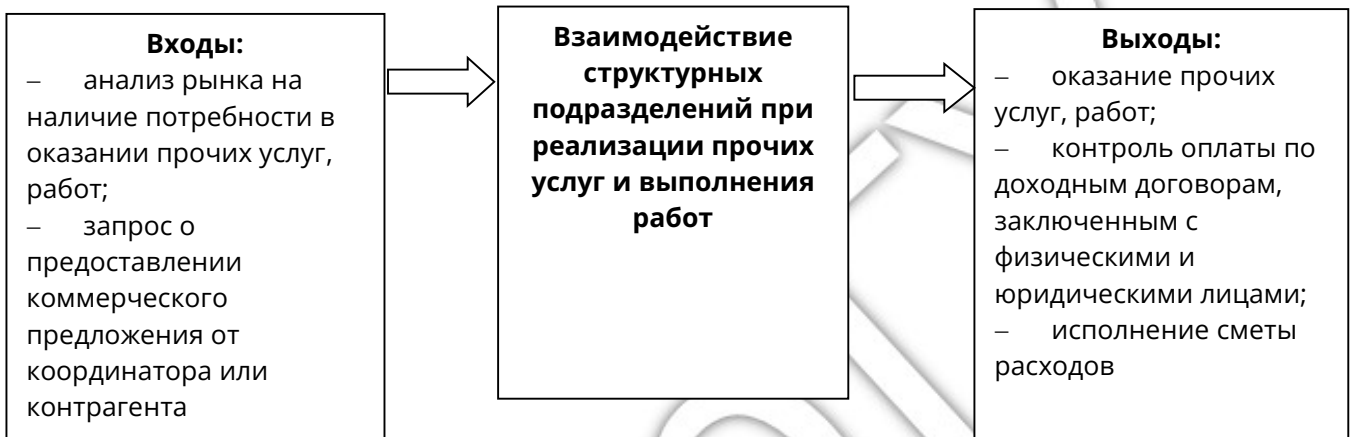 Входы:
– анализ рынка на
наличие потребности в
оказании прочих услуг,
работ;
– запрос о
предоставлении
коммерческого
предложения от
координатора или
контрагента
Взаимодействие
структурных
подразделений при
реализации прочих
услуг и выполнения
работ
Выходы:
– оказание прочих
услуг, работ;
– контроль оплаты по
доходным договорам,
заключенным с
физическими и
юридическими лицами;
– исполнение сметы
расходов